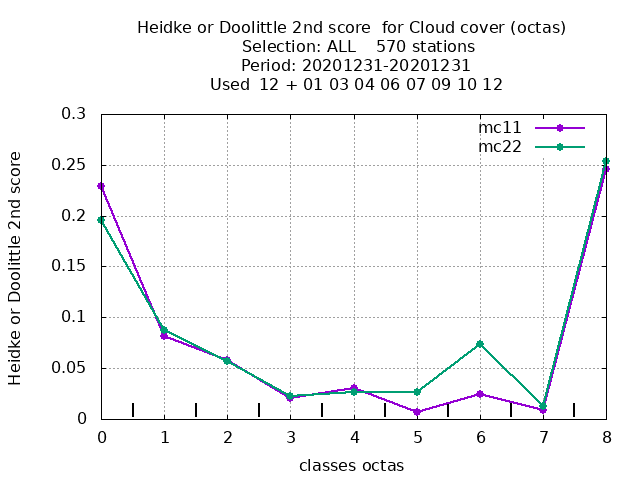 Heidke or Doolittle 2nd score  for Cloud cover (octas)
Selection: ALL    570 stations
Period: 20201231-20201231
Used  12 + 01 03 04 06 07 09 10 12
mc11
mc22
Heidke or Doolittle 2nd score
0.3
0.25
0.2
0.15
0.1
0.05
0
0 1 2 3 4 5 6 7 8
classes octas